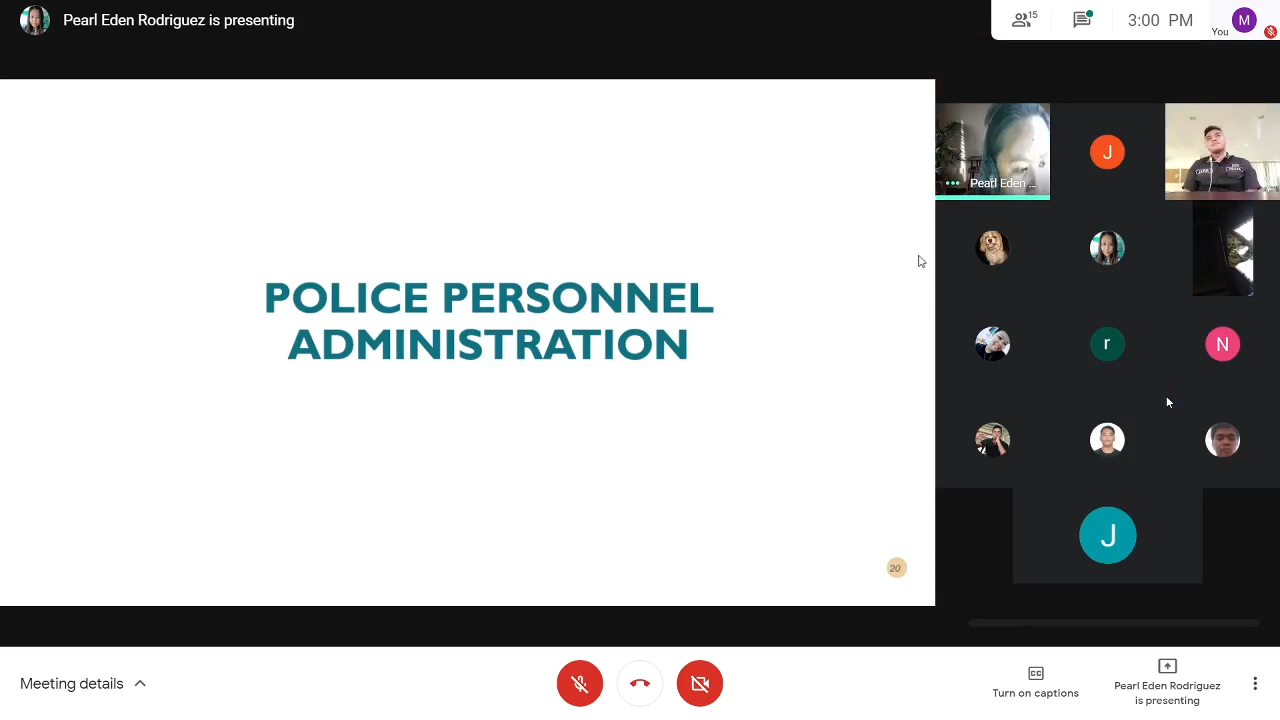 Pearl Eden Rodriguez is presenting
15
3:00 PM
You
M
POLICE PERSONNEL
ADMINISTRATION
20
Pearl Eden ...
J
r
N
J
Meeting details
CC
Turn on captions
Pearl Eden Rodriguez
is presenting